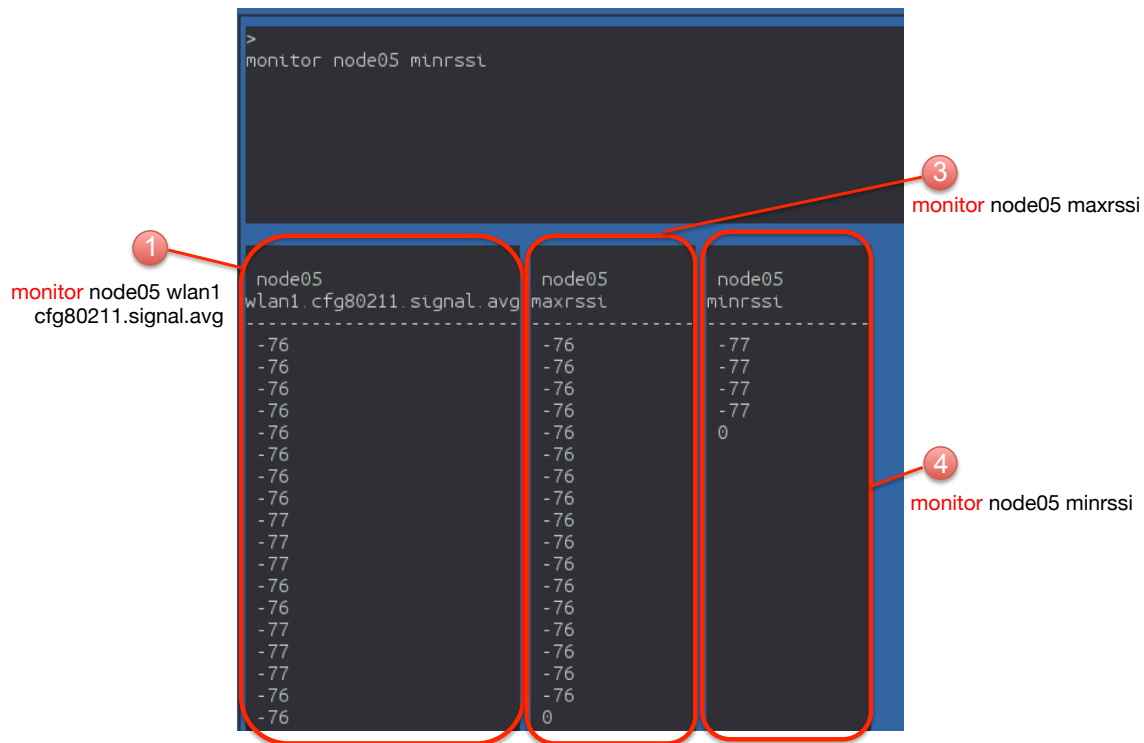 >
monitor node05 minrssi
3
monitor node05 maxrssi
1
monitor node05 wlan1
cfg80211.signal.avg
node05 node05 node05
wlan1.cfg80211.signal.avg maxrssi minrssi
-----------------------------------------------
-76 -76 -77
-76 -76 -77
-76 -76 -77
-76 -76 -77
-76 -76 0
-76 -76
-76 -76
-76 -76
-77 -76
-77 -76
-77 -76
-76 -76
-76 -76
-77 -76
-77 -76
-77 -76
-76 -76
-76 0
4
monitor node05 minrssi